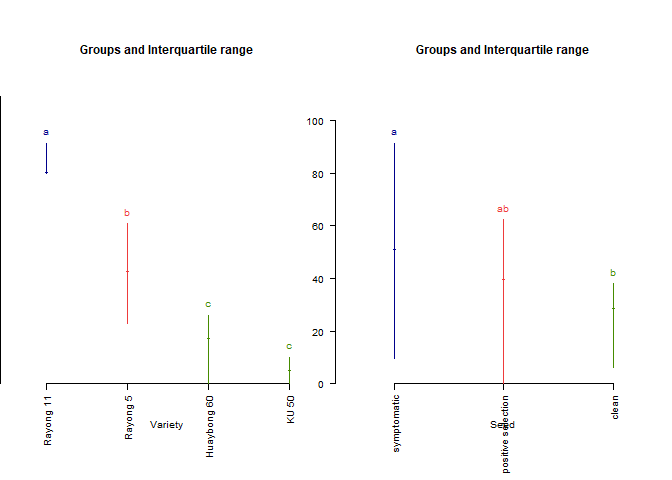 Groups and Interquartile range
a
b
c
c
Rayong 11
Rayong 5
Huaybong 60
KU 50
Variety
Groups and Interquartile range
100
80
60
40
20
0
a
ab
b
symptomatic
positive selection
clean
Seed